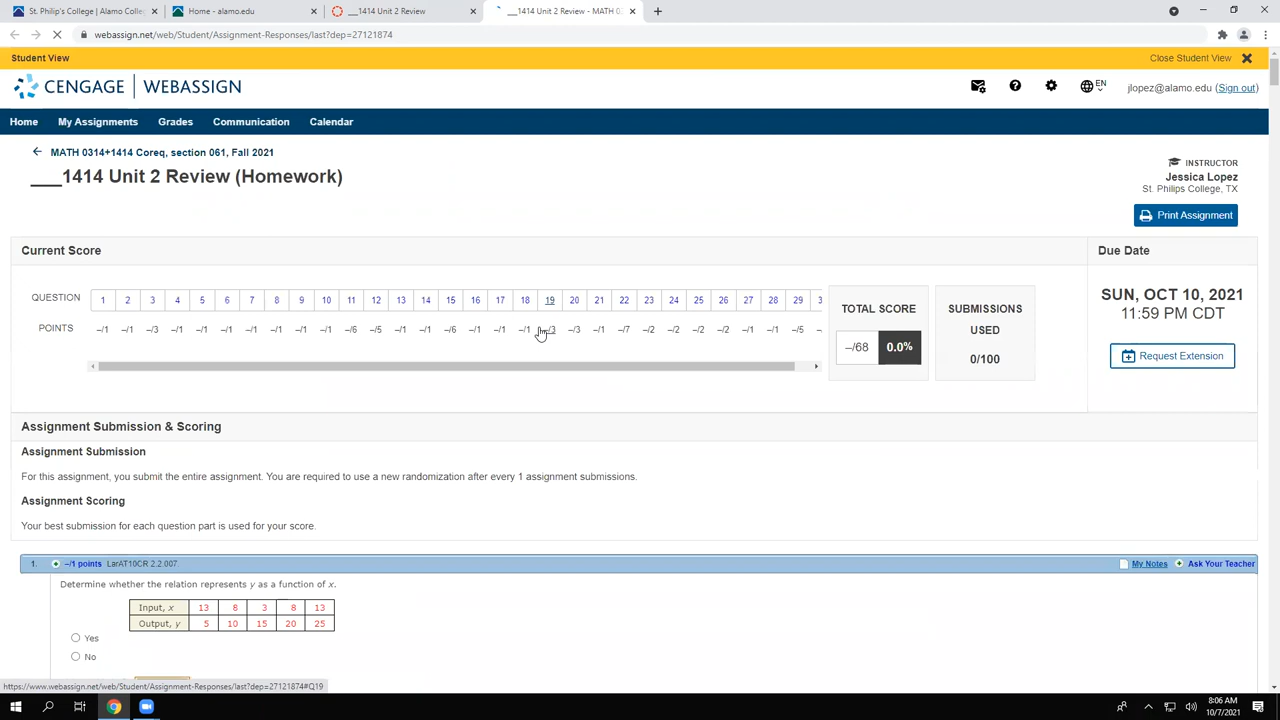 St. Philip's College | Alamo Colle
Home - alamo.edu
__1414 Unit 2 Review
__1414 Unit 2 Review - MATH 03
webassign.net/web/Student/Assignment-Responses/last?dep=27121874
Student View
Close Student View
CENGAGE | WEBASSIGN
EN
jlopez@alamo.edu (Sign out)
Home
My Assignments
Grades
Communication
Calendar
MATH 0314+1414 Coreq, section 061, Fall 2021
___1414 Unit 2 Review (Homework)
INSTRUCTOR
Jessica Lopez
St. Philips College, TX
Print Assignment
Current Score
Due Date
QUESTION 1 2 3 4 5 6 7 8 9 10 11 12 13 14 15 16 17 18 19 20 21 22 23 24 25 26 27 28 29 3
POINTS –/1 –/1 –/3 –/1 –/1 –/1 –/1 –/1 –/1 –/1 –/6 –/5 –/1 –/1 –/6 –/1 –/1 –/1 –/3 –/3 –/1 –/7 –/2 –/2 –/2 –/2 –/1 –/1 –/5 –/
TOTAL SCORE
–/68 0.0%
SUBMISSIONS
USED
0/100
SUN, OCT 10, 2021
11:59 PM CDT
Request Extension
Assignment Submission & Scoring
Assignment Submission
For this assignment, you submit the entire assignment. You are required to use a new randomization after every 1 assignment submissions.
Assignment Scoring
Your best submission for each question part is used for your score.
1. –/1 points LarAT10CR 2.2.007.
My Notes
Ask Your Teacher
Determine whether the relation represents y as a function of x.
Input, x 13 8 3 8 13
Output, y 5 10 15 20 25
Yes
No
https://www.webassign.net/web/Student/Assignment-Responses/last?dep=27121874#Q19
8:06 AM
10/7/2021